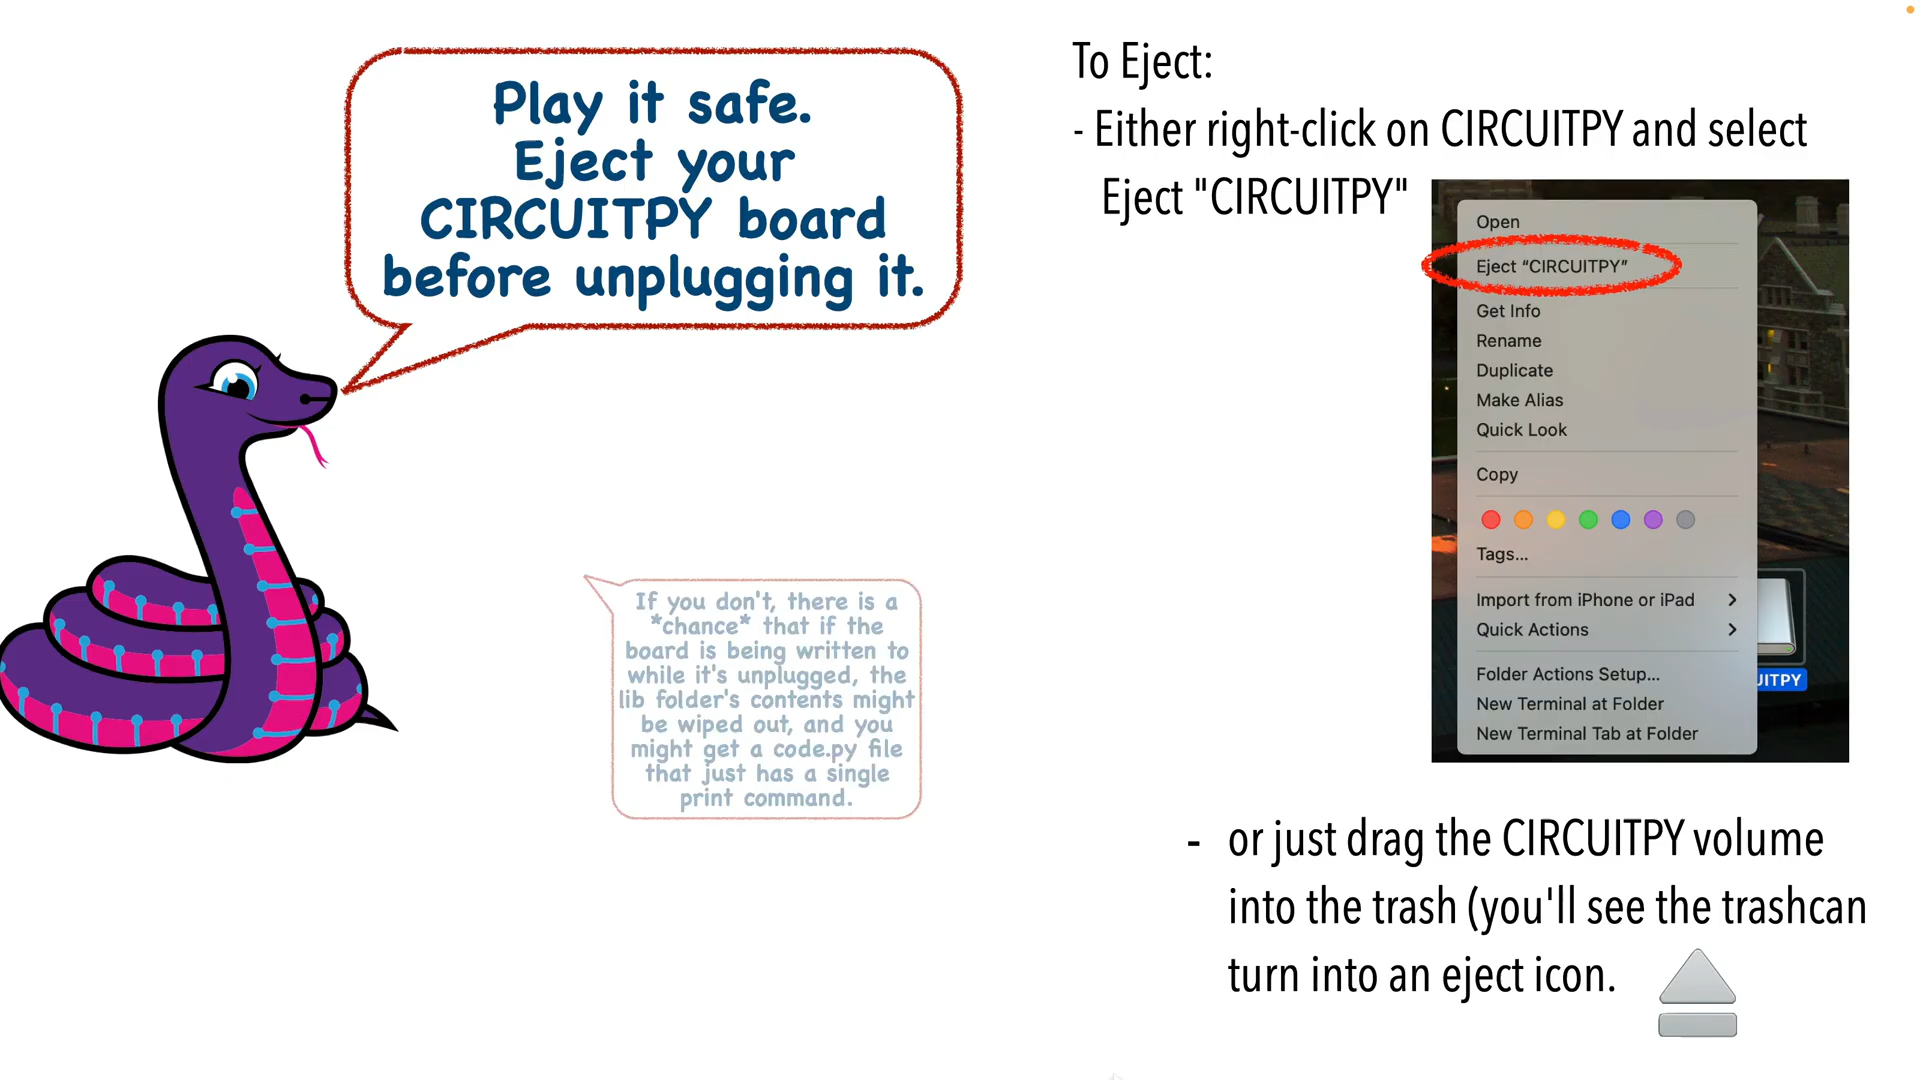 Play it safe.
Eject your
CIRCUITPY board
before unplugging it.
If you don't, there is a
*chance* that if the
board is being written to
while it's unplugged, the
lib folder's contents might
be wiped out, and you
might get a code.py file
that just has a single
print command.
To Eject:
- Either right-click on CIRCUITPY and select
Eject "CIRCUITPY"
Open
Eject “CIRCUITPY”
Get Info
Rename
Duplicate
Make Alias
Quick Look
Copy
Tags...
Import from iPhone or iPad
Quick Actions
Folder Actions Setup...
New Terminal at Folder
New Terminal Tab at Folder
UITPY
- or just drag the CIRCUITPY volume
into the trash (you'll see the trashcan
turn into an eject icon.